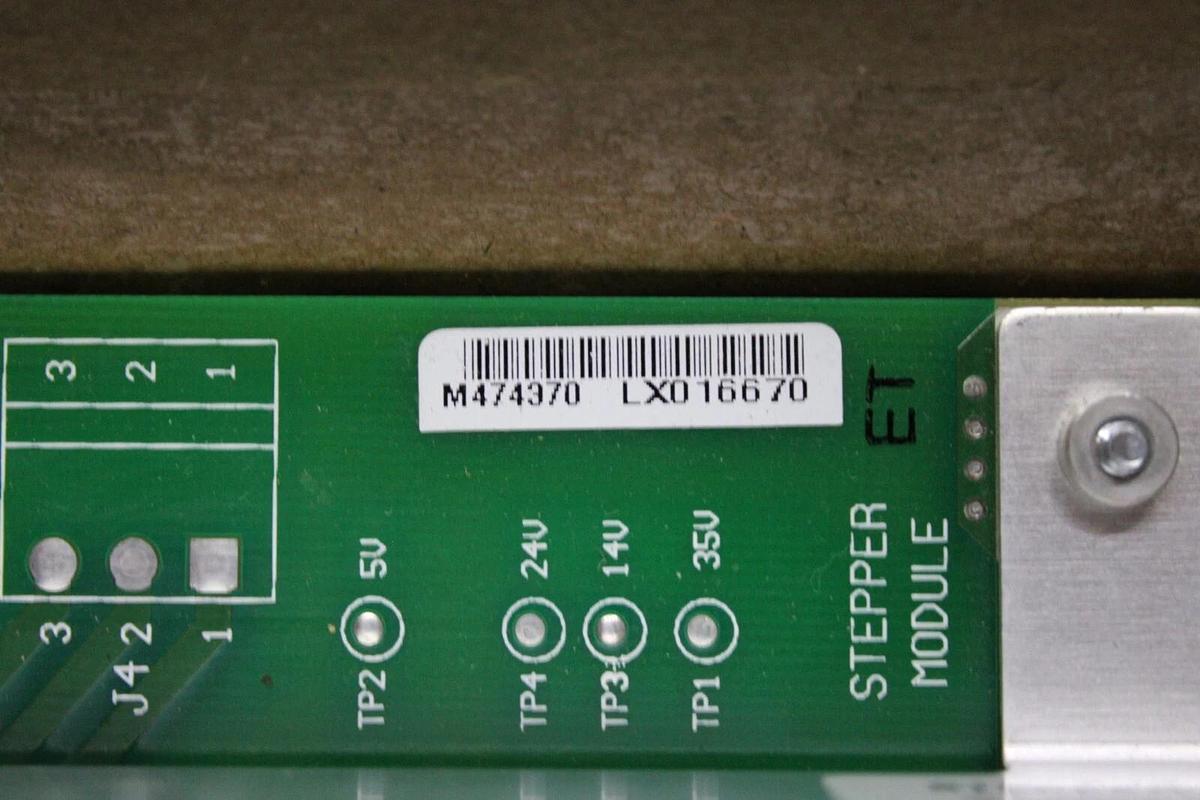 3 2 1
M474370 LX016670
ET
3 2 1
J4
TP2 5V
TP4 24V
TP3 14V
TP1 35V
STEPPER
MODULE